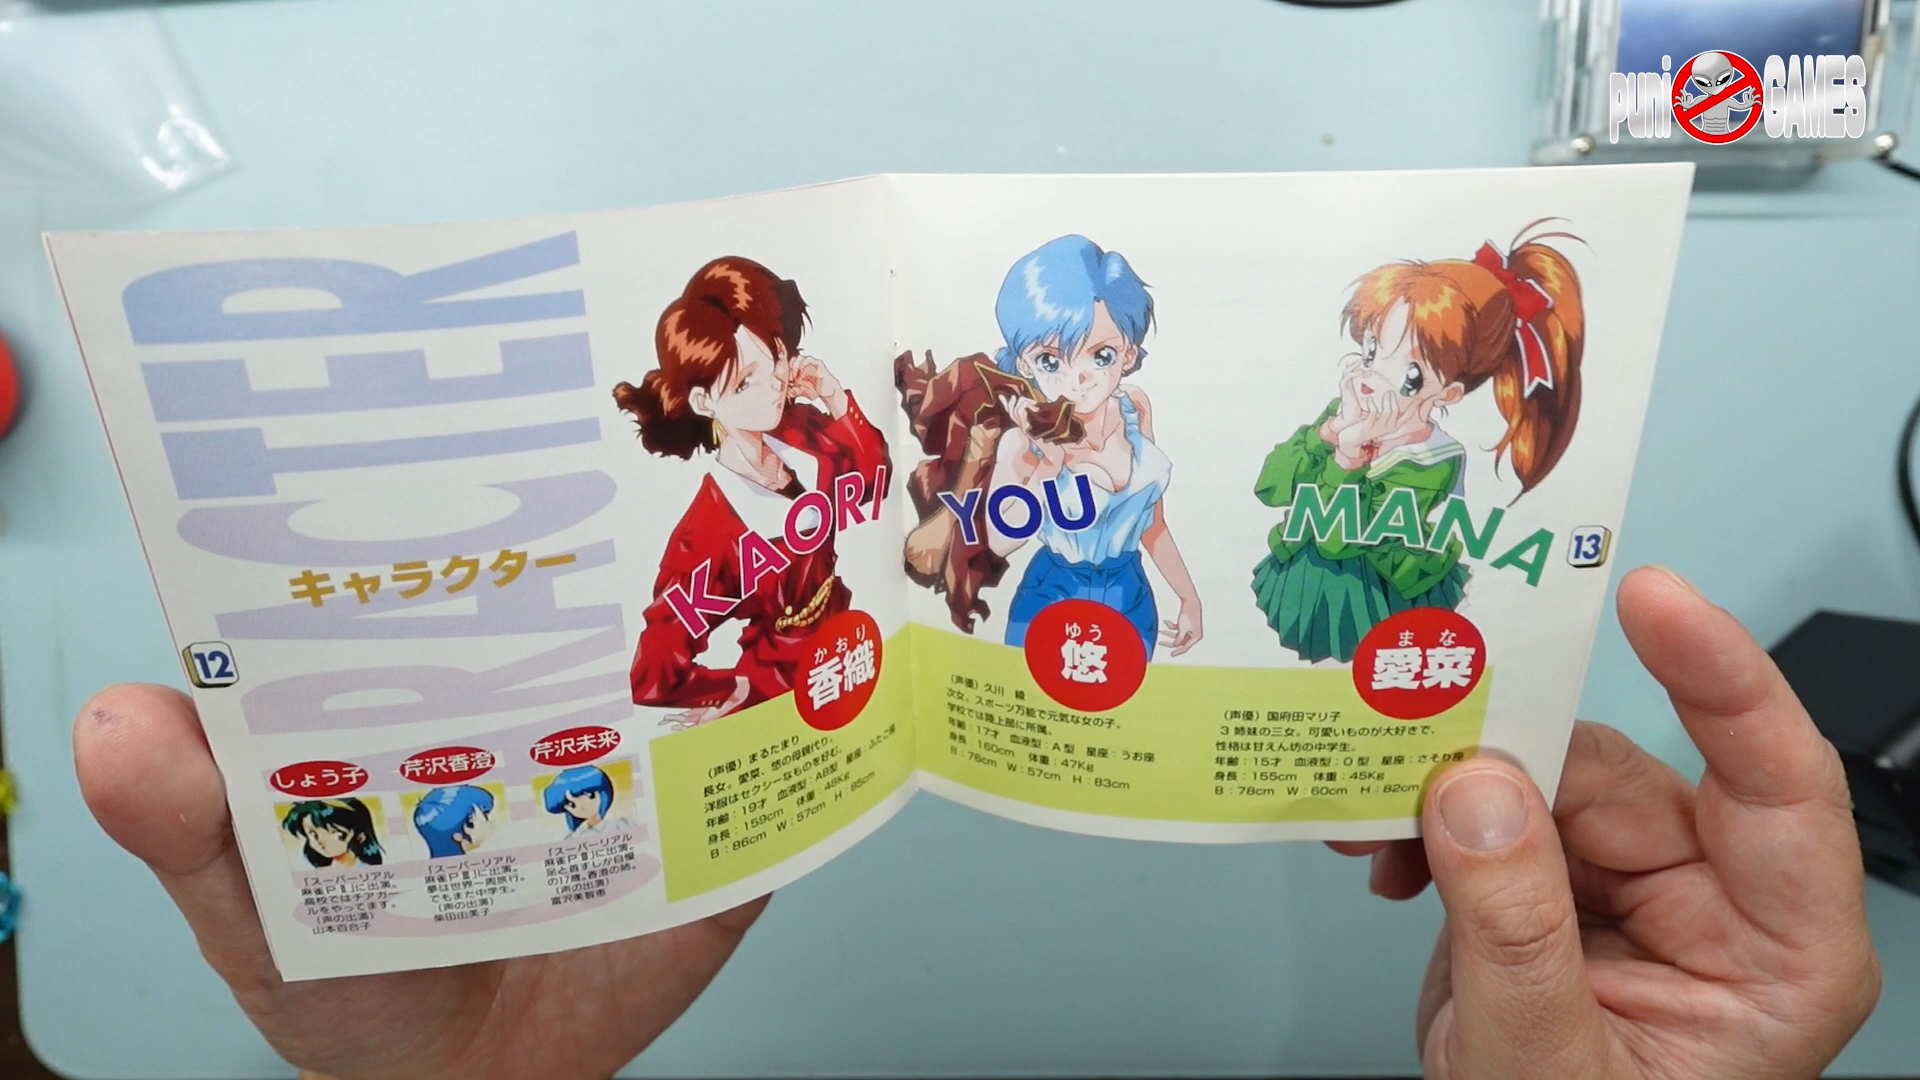 puni GAMES
CHARACTER
キャラクター
12
しょう子
「スーパーリアル
麻雀PⅡ」に出演。
高校ではチアガー
ルをやってます。
(声の出演)
山本百合子
芹沢香澄
「スーパーリアル
麻雀PⅢ」に出演。
夢は世界一周旅行。
でもまだ中学生。
(声の出演)
柴田由美子
芹沢未来
「スーパーリアル
麻雀PⅢ」に出演。
足と首すじが自慢
の17歳。香澄の姉。
(声の出演)
富沢美智恵
KAORI
かおり
香織
(声優)まるたまり
長女。愛菜、悠の母親代り。
洋服はセクシーなものを好む。
年齢:19才 血液型:AB型 星座:ふたご座
身長:159cm 体重:48Kg
B:86cm W:57cm H:85cm
YOU
ゆう
悠
(声優)久川 綾
次女。スポーツ万能で元気な女の子。
学校では陸上部に所属。
年齢:17才 血液型:A型 星座:うお座
身長:160cm 体重:47Kg
B:76cm W:57cm H:83cm
MANA
まな
愛菜
(声優)国府田マリ子
3姉妹の三女。可愛いものが大好きで、
性格は甘えん坊の中学生。
年齢:15才 血液型:O型 星座:さそり座
身長:155cm 体重:45Kg
B:78cm W:60cm H:82cm
13